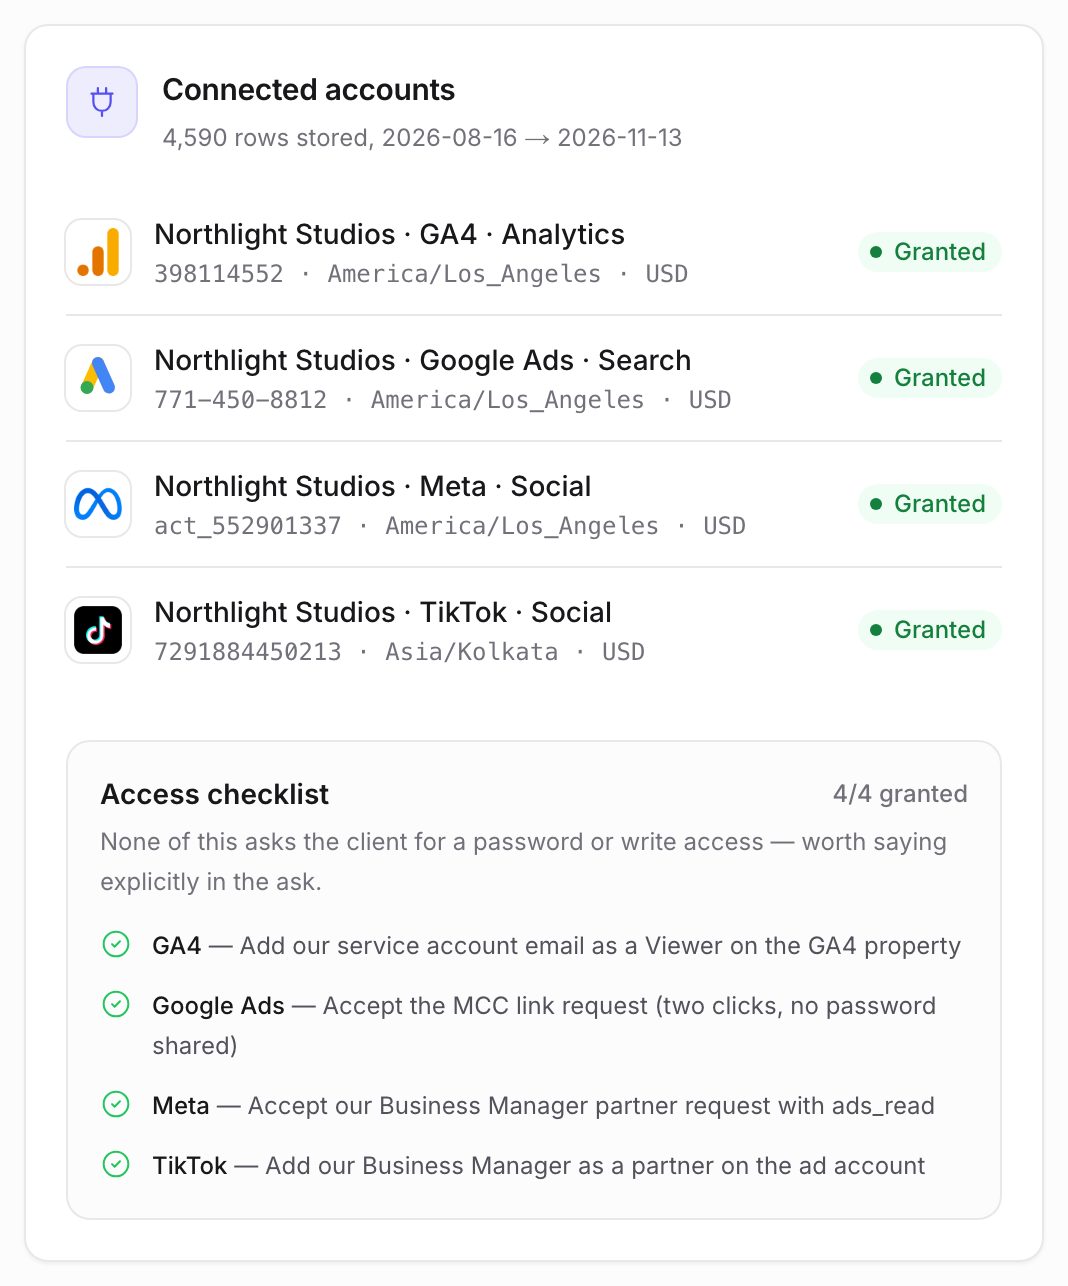 Connected accounts
4,590 rows stored, 2026-08-16 → 2026-11-13
Northlight Studios · GA4 · Analytics
398114552 · America/Los_Angeles · USD
Granted
Northlight Studios · Google Ads · Search
771-450-8812 · America/Los_Angeles · USD
Granted
Northlight Studios · Meta · Social
act_552901337 · America/Los_Angeles · USD
Granted
Northlight Studios · TikTok · Social
7291884450213 · Asia/Kolkata · USD
Granted
Access checklist
4/4 granted
None of this asks the client for a password or write access — worth saying
explicitly in the ask.
GA4 — Add our service account email as a Viewer on the GA4 property
Google Ads — Accept the MCC link request (two clicks, no password
shared)
Meta — Accept our Business Manager partner request with ads_read
TikTok — Add our Business Manager as a partner on the ad account